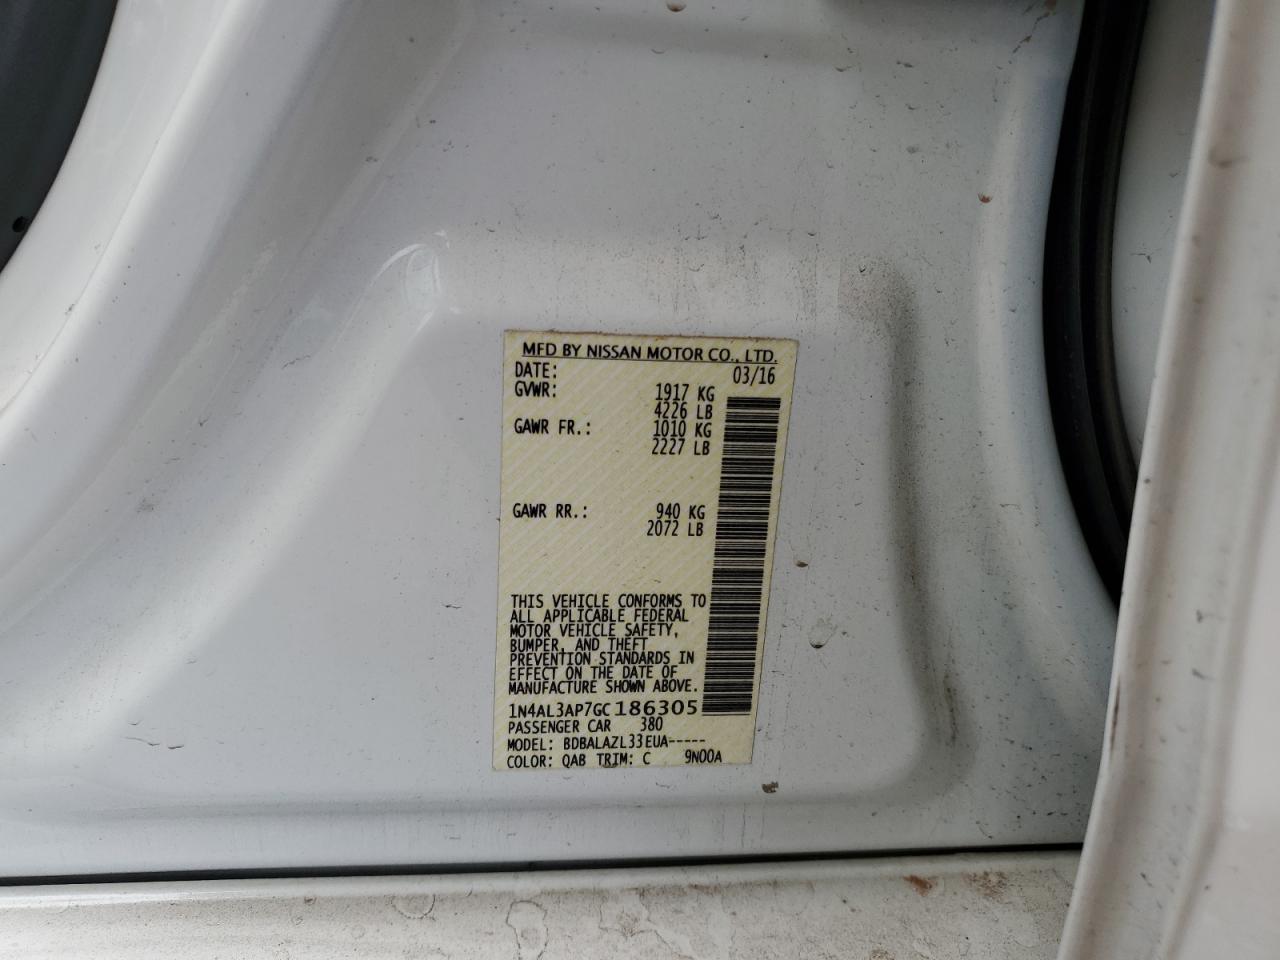 MFD BY NISSAN MOTOR CO., LTD.
DATE: 03/16
GVWR: 1917 KG
4226 LB
GAWR FR.: 1010 KG
2227 LB
GAWR RR.: 940 KG
2072 LB
THIS VEHICLE CONFORMS TO
ALL APPLICABLE FEDERAL
MOTOR VEHICLE SAFETY,
BUMPER, AND THEFT
PREVENTION STANDARDS IN
EFFECT ON THE DATE OF
MANUFACTURE SHOWN ABOVE.
1N4AL3AP7GC186305
PASSENGER CAR 380
MODEL: BDBALAZL33EUA-----
COLOR: QAB TRIM: C 9N00A